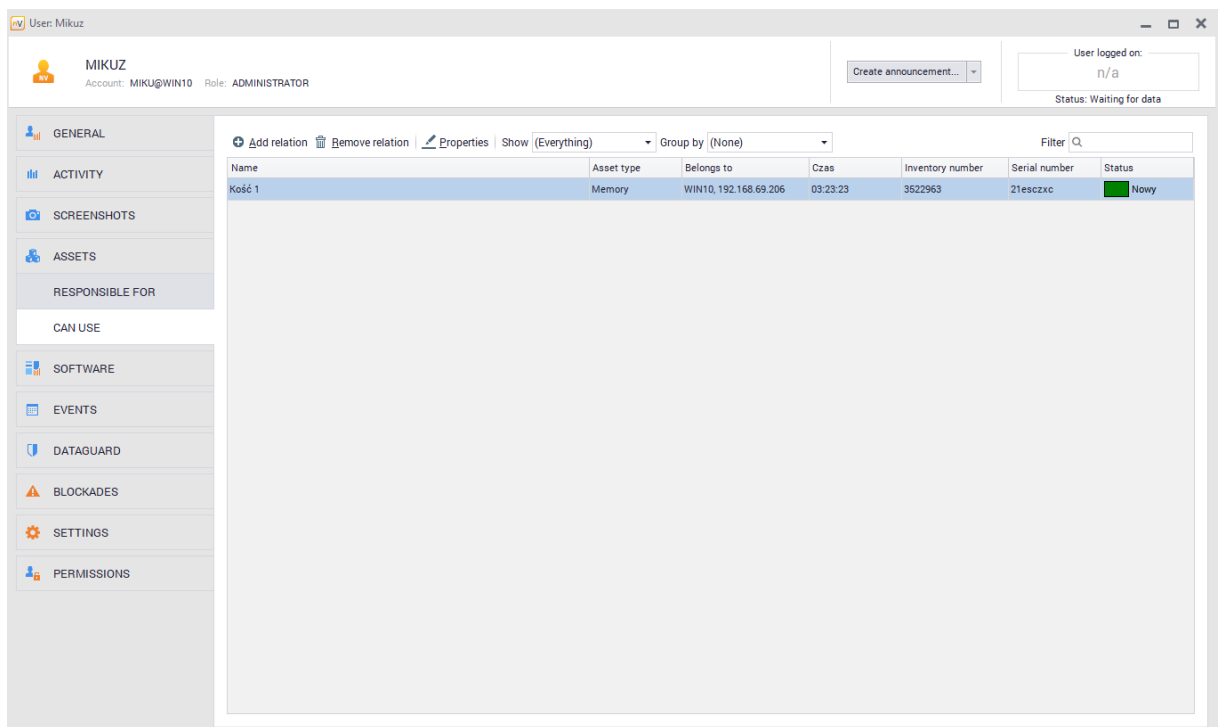 nV User: Mikuz
MIKUZ
Account: MIKU@WIN10 Role: ADMINISTRATOR
Create announcement...
User logged on:
n/a
Status: Waiting for data
NV
GENERAL
ACTIVITY
SCREENSHOTS
ASSETS
RESPONSIBLE FOR
CAN USE
SOFTWARE
EVENTS
DATAGUARD
BLOCKADES
SETTINGS
PERMISSIONS
Add relation Remove relation Properties Show (Everything) Group by (None) Filter
Name Asset type Belongs to Czas Inventory number Serial number Status
Kość 1 Memory WIN10, 192.168.69.206 03:23:23 3522963 21esczxc Nowy